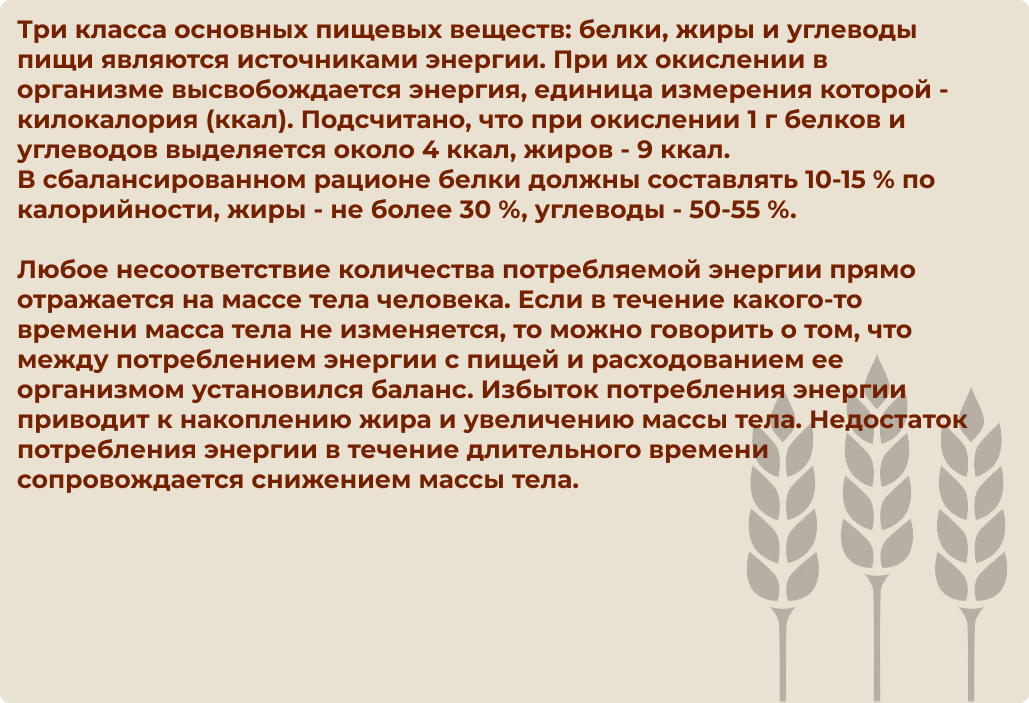 Три класса основных пищевых веществ: белки, жиры и углеводы
пищи являются источниками энергии. При их окислении в
организме высвобождается энергия, единица измерения которой -
килокалория (ккал). Подсчитано, что при окислении 1 г белков и
углеводов выделяется около 4 ккал, жиров - 9 ккал.
В сбалансированном рационе белки должны составлять 10-15 % по
калорийности, жиры - не более 30 %, углеводы - 50-55 %.
Любое несоответствие количества потребляемой энергии прямо
отражается на массе тела человека. Если в течение какого-то
времени масса тела не изменяется, то можно говорить о том, что
между потреблением энергии с пищей и расходованием ее
организмом установился баланс. Избыток потребления энергии
приводит к накоплению жира и увеличению массы тела. Недостаток
потребления энергии в течение длительного времени
сопровождается снижением массы тела.